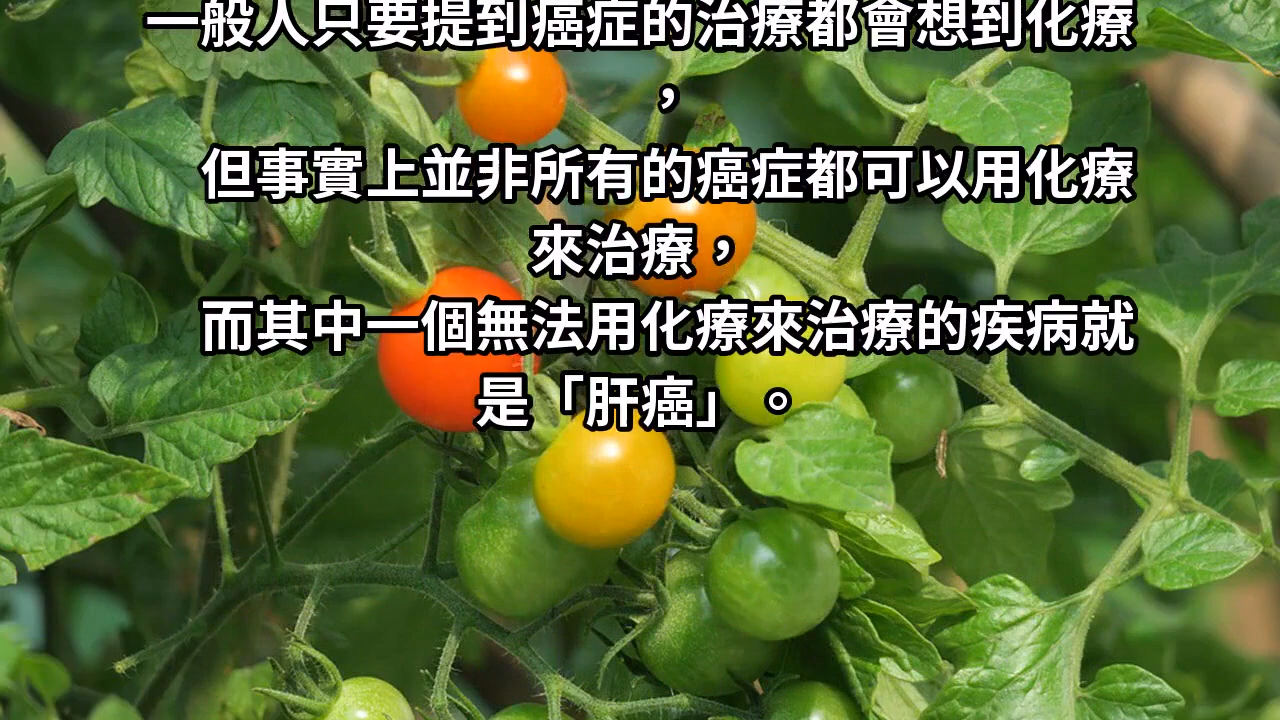 一般人只要提到癌症的治療都會想到化療
，
但事實上並非所有的癌症都可以用化療
來治療，
而其中一個無法用化療來治療的疾病就
是「肝癌」。